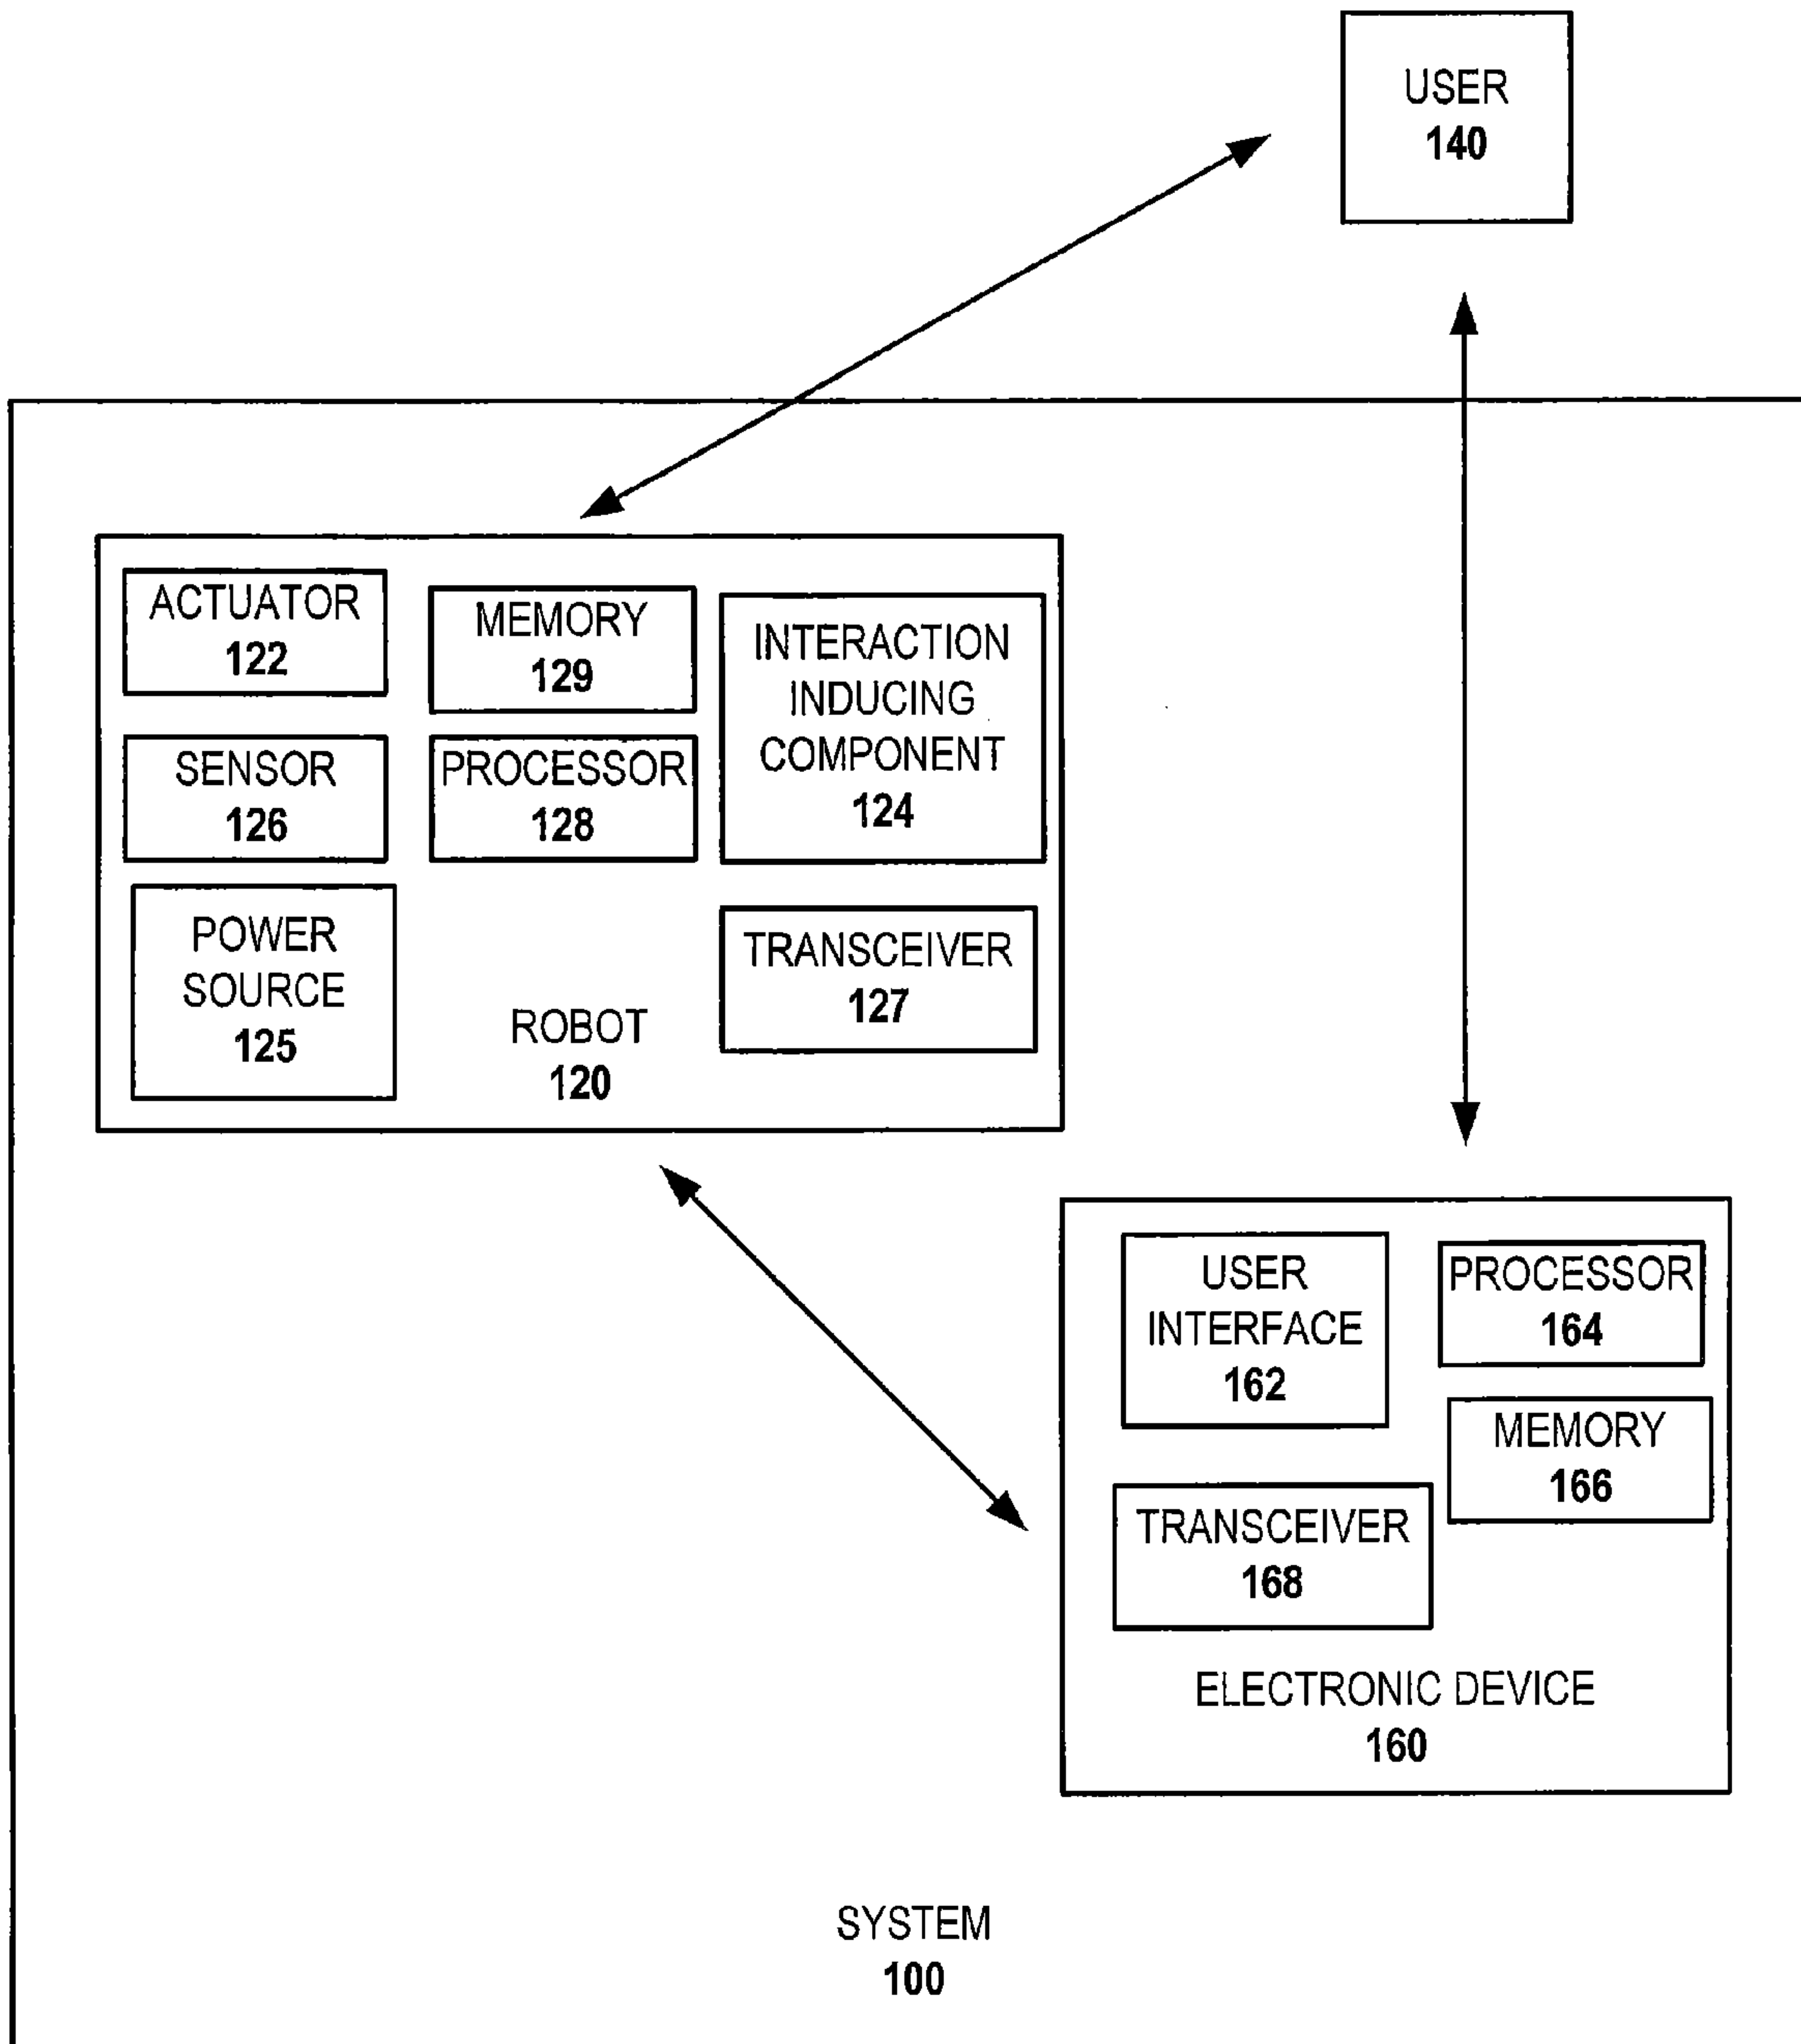 USER
140
ACTUATOR
122
MEMORY
129
INTERACTION
INDUCING
COMPONENT
124
SENSOR
126
PROCESSOR
128
POWER
SOURCE
125
TRANSCEIVER
127
ROBOT
120
USER
INTERFACE
162
PROCESSOR
164
MEMORY
166
TRANSCEIVER
168
ELECTRONIC DEVICE
160
SYSTEM
100